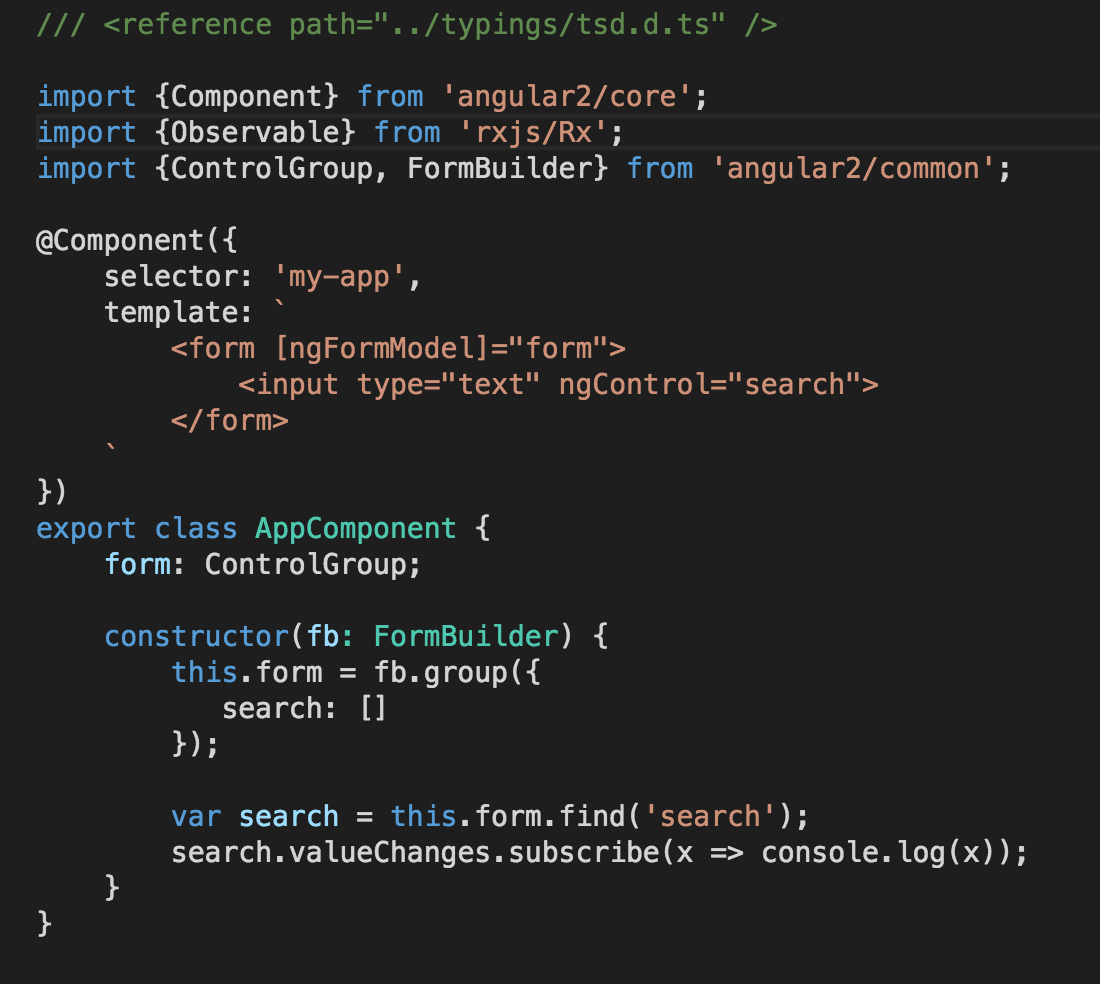 /// <reference path="../typings/tsd.d.ts" />
import {Component} from 'angular2/core';
import {Observable} from 'rxjs/Rx';
import {ControlGroup, FormBuilder} from 'angular2/common';
@Component({
    selector: 'my-app',
    template: `
        <form [ngFormModel]="form">
            <input type="text" ngControl="search">
        </form>
    `
})
export class AppComponent {
    form: ControlGroup;
    constructor(fb: FormBuilder) {
        this.form = fb.group({
           search: []
        });
        var search = this.form.find('search');
        search.valueChanges.subscribe(x => console.log(x));
    }
}